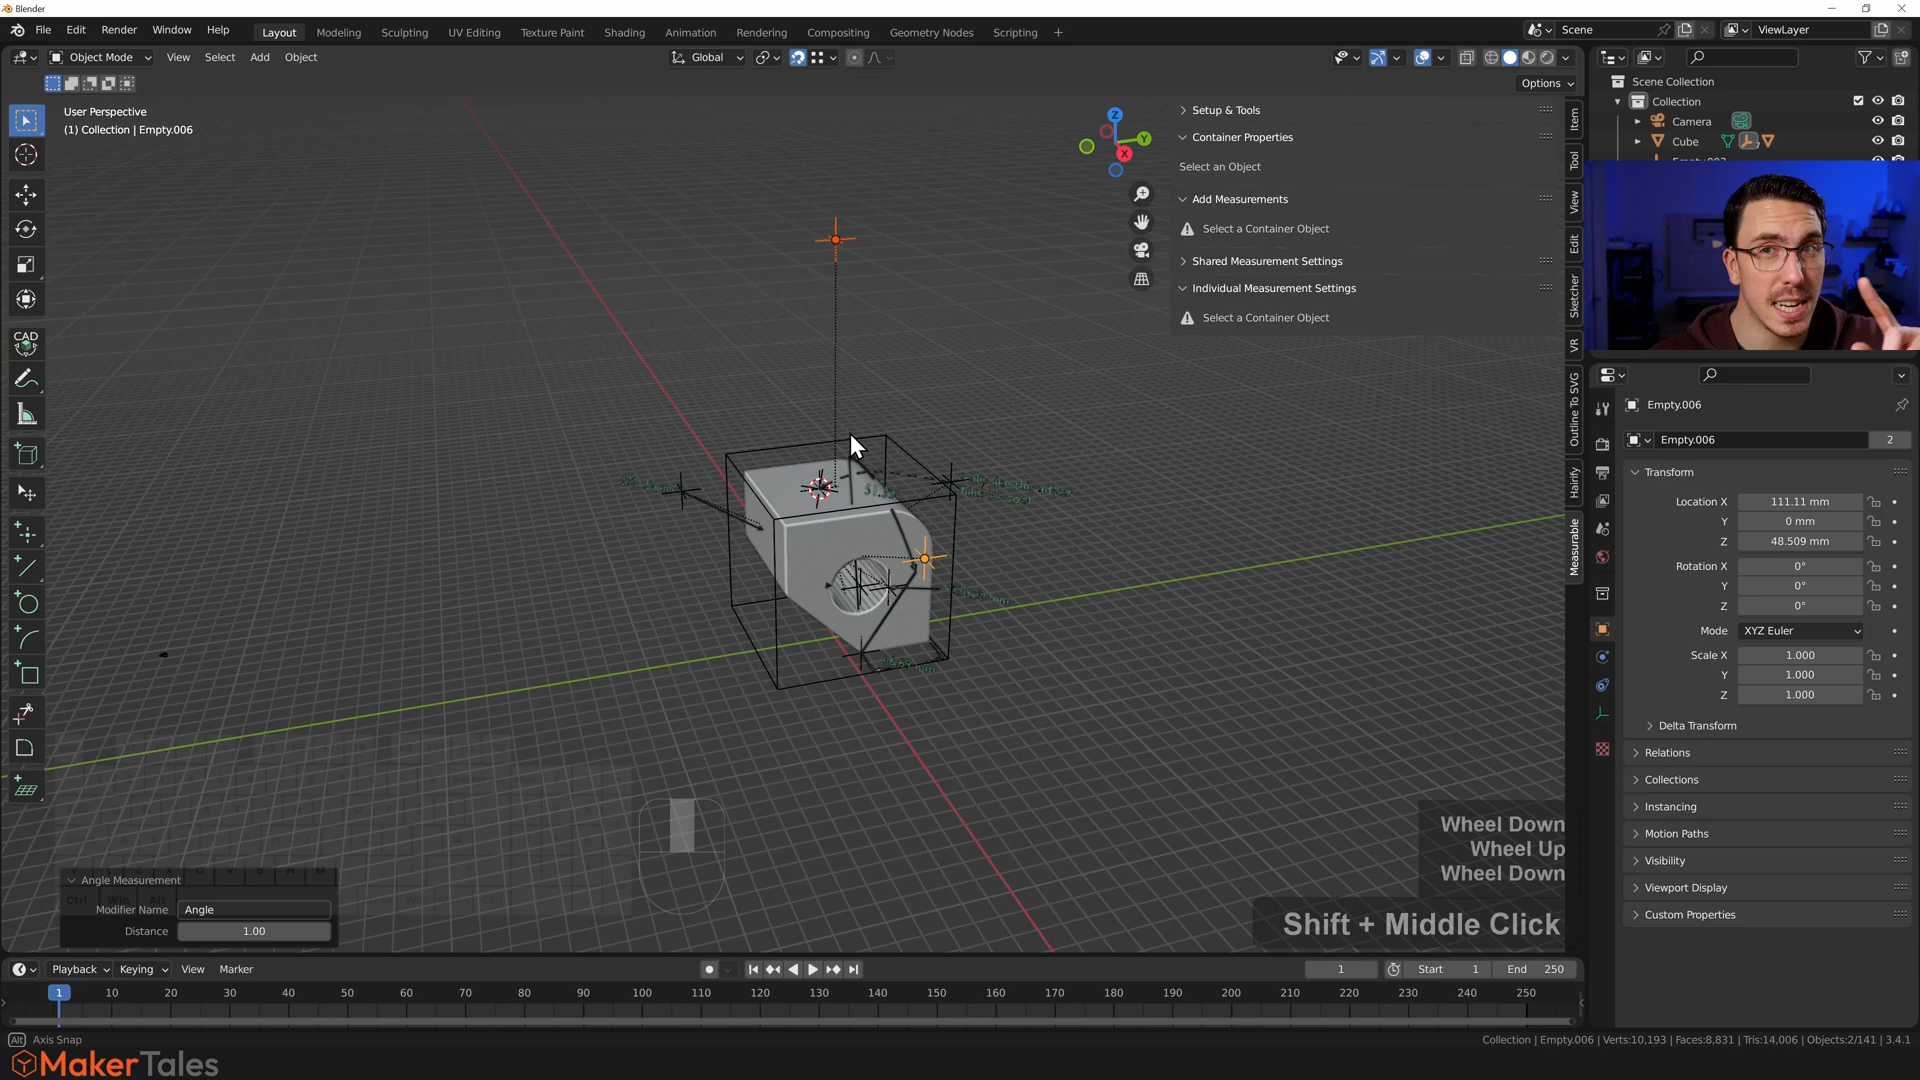 Blender
File Edit Render Window Help
Layout Modeling Sculpting UV Editing Texture Paint Shading Animation Rendering Compositing Geometry Nodes Scripting +
Scene
ViewLayer
Object Mode View Select Add Object
Global
Options
User Perspective
(1) Collection | Empty.006
Z
Y
X
Setup & Tools
Container Properties
Select an Object
Add Measurements
Select a Container Object
Shared Measurement Settings
Individual Measurement Settings
Select a Container Object
Item
Tool
View
Edit
Sketcher
VR
Outline To SVG
Hairify
Measurable
Scene Collection
Collection
Camera
Cube
CAD
Empty.006
Empty.006 2
Transform
Location X 111.11 mm
Y 0 mm
Z 48.509 mm
Rotation X 0°
Y 0°
Z 0°
Mode XYZ Euler
Scale X 1.000
Y 1.000
Z 1.000
Delta Transform
Relations
Collections
Instancing
Motion Paths
Visibility
Viewport Display
Custom Properties
Wheel Down
Wheel Up
Wheel Down
Shift + Middle Click
Angle Measurement
Modifier Name Angle
Distance 1.00
Playback Keying View Marker
1 Start 1 End 250
1 10 20 30 40 50 60 70 80 90 100 110 120 130 140 150 160 170 180 190 200 210 220 230 240 250
Alt Axis Snap
Collection | Empty.006 | Verts:10,193 | Faces:8,831 | Tris:14,006 | Objects:2/141 | 3.4.1
MakerTales